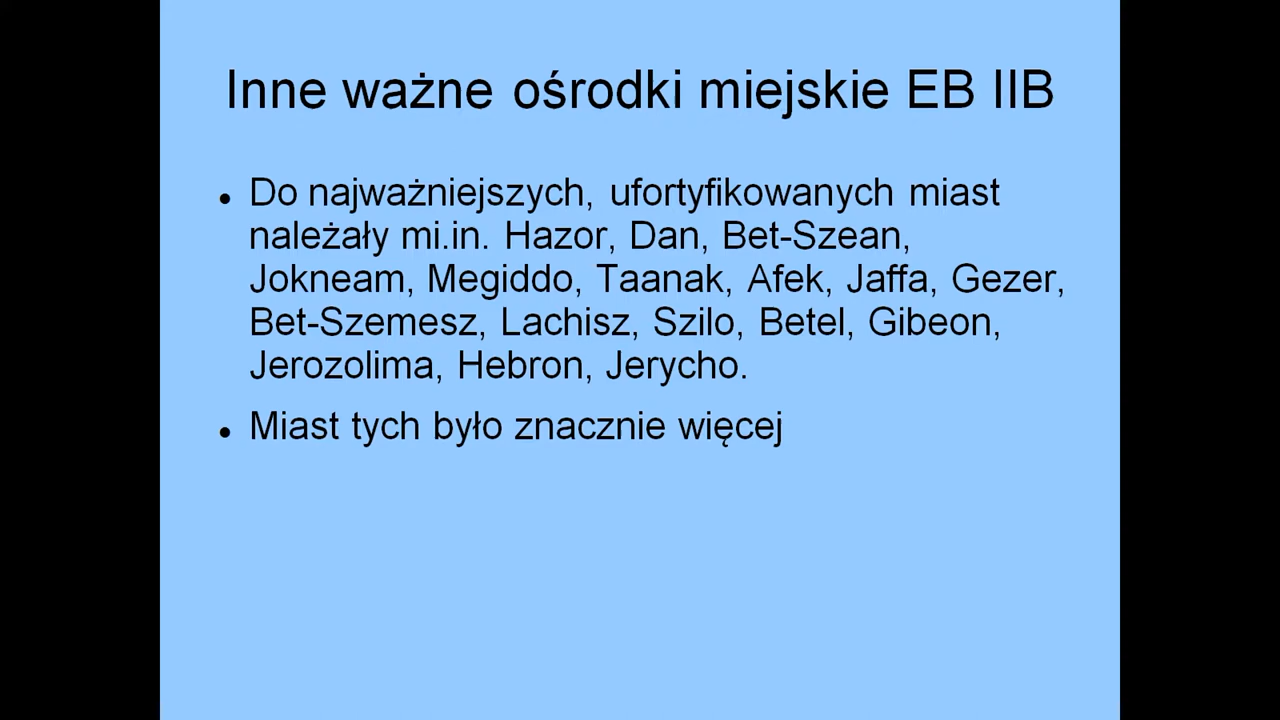 Inne ważne ośrodki miejskie EB IIB
• Do najważniejszych, ufortyfikowanych miast
należały mi.in. Hazor, Dan, Bet-Szean,
Jokneam, Megiddo, Taanak, Afek, Jaffa, Gezer,
Bet-Szemesz, Lachisz, Szilo, Betel, Gibeon,
Jerozolima, Hebron, Jerycho.
• Miast tych było znacznie więcej